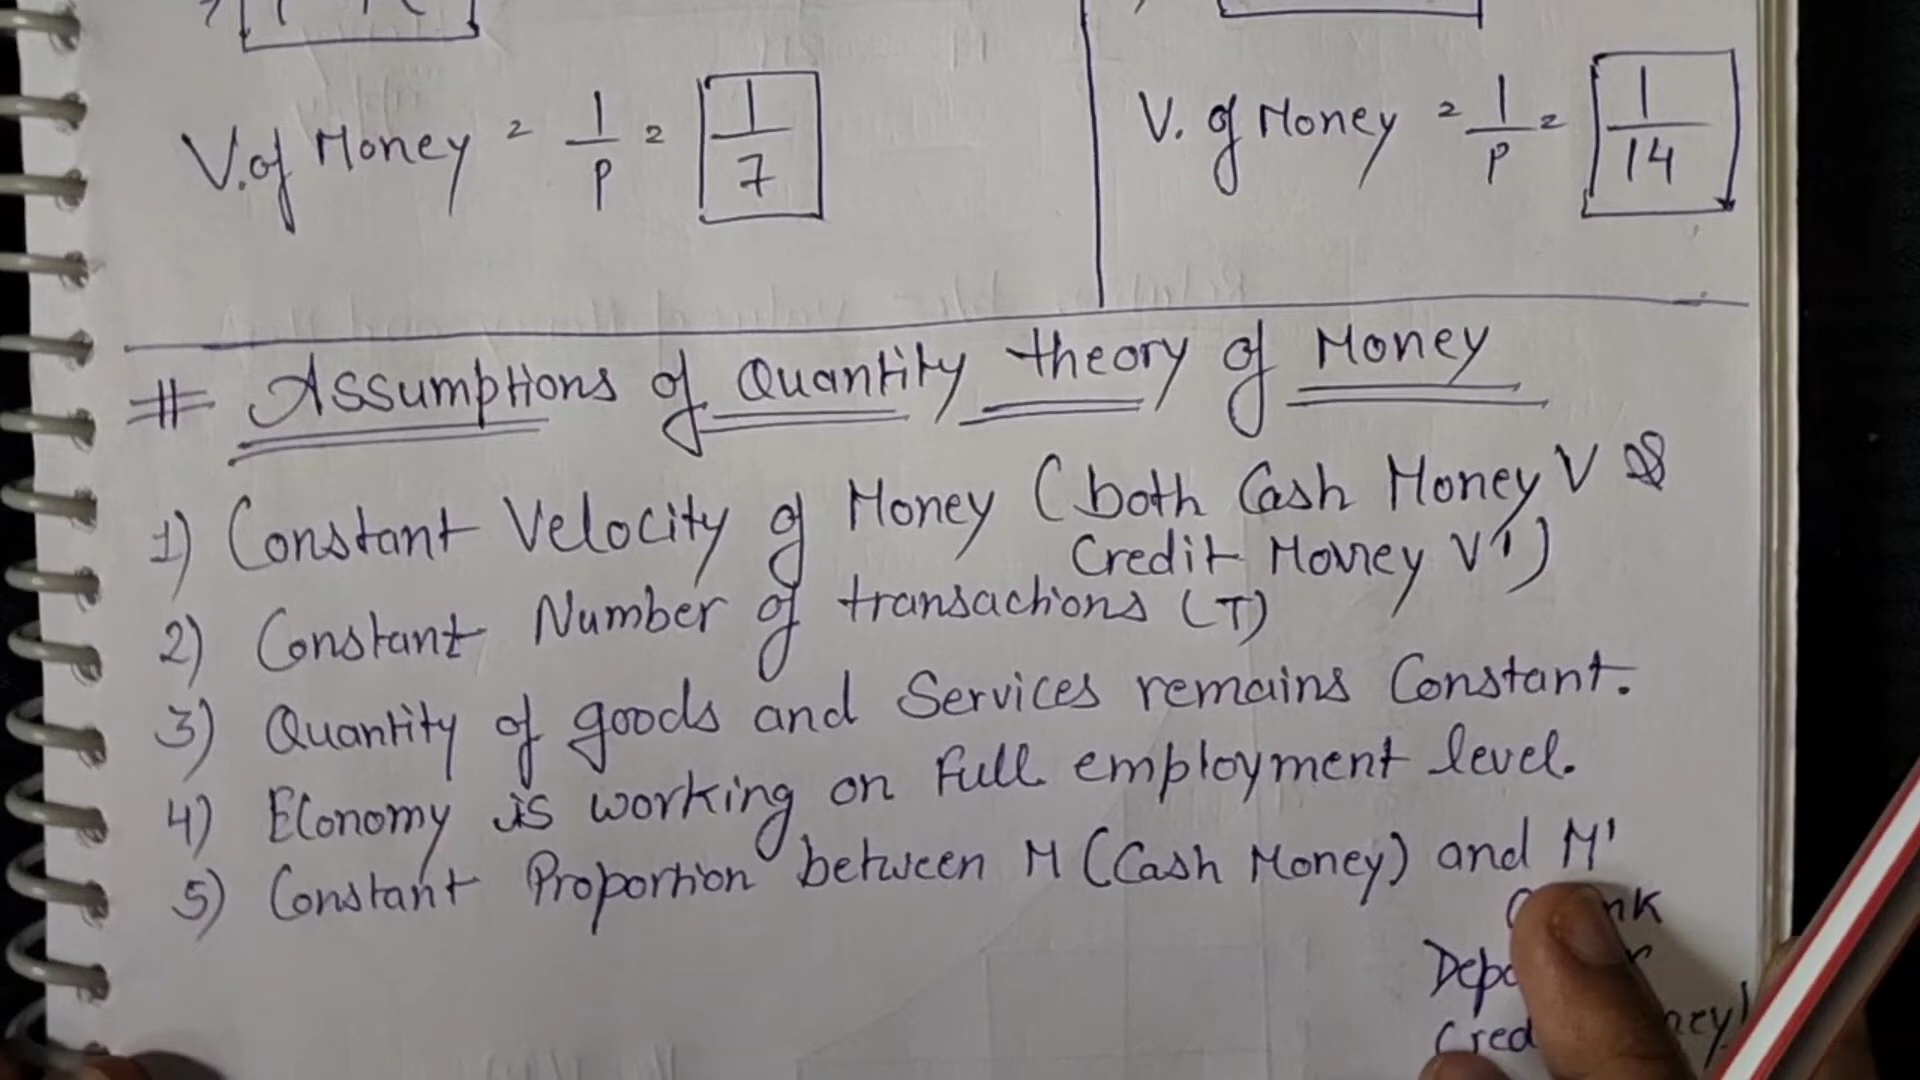 V. of Money = 1/P = 1/7
V. of Money = 1/P = 1/14
# Assumptions of Quantity theory of Money
1) Constant Velocity of Money (both Cash Money V &
Credit Money V')
2) Constant Number of transactions (T)
3) Quantity of goods and Services remains Constant.
4) Economy is working on Full employment level.
5) Constant Proportion between M (Cash Money) and M'